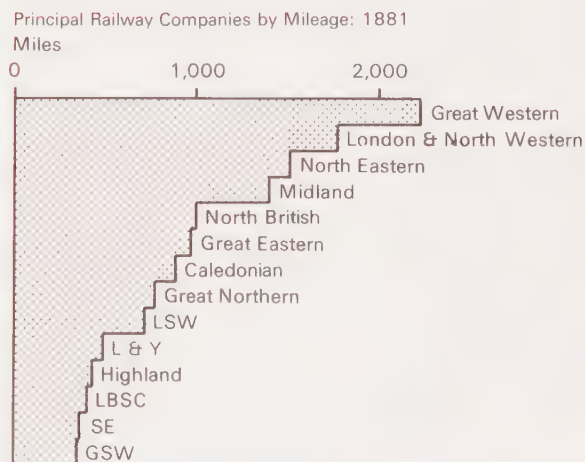 Principal Railway Companies by Mileage: 1881
Miles
0 1,000 2,000
Great Western
London & North Western
North Eastern
Midland
North British
Great Eastern
Caledonian
Great Northern
LSW
L & Y
Highland
LBSC
SE
GSW